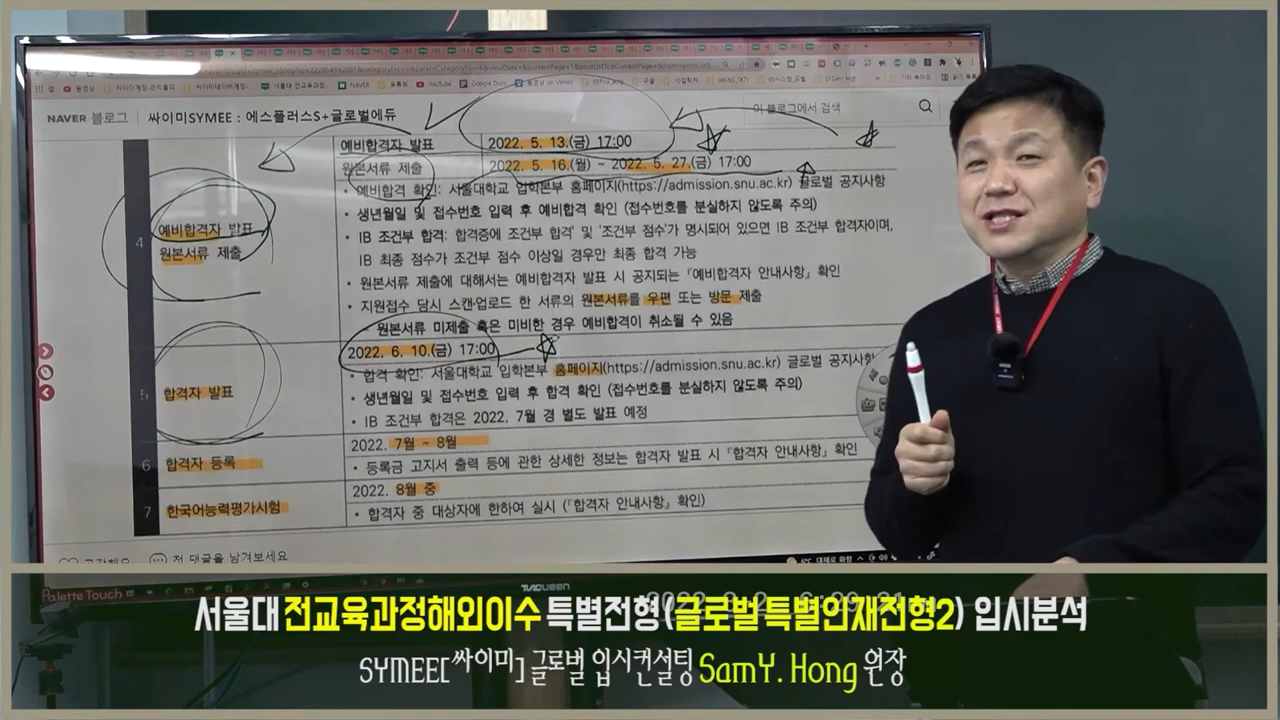 NAVER 블로그 | 싸이미SYMEE : 에스플러스S+글로벌에듀
이 블로그에서 검색
예비합격자 발표
2022. 5. 13.(금) 17:00
원본서류 제출
2022. 5. 16.(월) ~ 2022. 5. 27.(금) 17:00
4
예비합격자 발표
원본서류 제출
• 예비합격 확인: 서울대학교 입학본부 홈페이지(https://admission.snu.ac.kr) 글로벌 공지사항
• 생년월일 및 접수번호 입력 후 예비합격 확인 (접수번호를 분실하지 않도록 주의)
• IB 조건부 합격: 합격증에 조건부 합격' 및 '조건부 점수'가 명시되어 있으면 IB 조건부 합격자이며,
IB 최종 점수가 조건부 점수 이상일 경우만 최종 합격 가능
• 원본서류 제출에 대해서는 예비합격자 발표 시 공지되는 『예비합격자 안내사항』 확인
• 지원접수 당시 스캔·업로드 한 서류의 원본서류를 우편 또는 방문 제출
- 원본서류 미제출 혹은 미비한 경우 예비합격이 취소될 수 있음
5
합격자 발표
2022. 6. 10.(금) 17:00
• 합격 확인: 서울대학교 입학본부 홈페이지(https://admission.snu.ac.kr) 글로벌 공지사항
• 생년월일 및 접수번호 입력 후 합격 확인 (접수번호를 분실하지 않도록 주의)
• IB 조건부 합격은 2022. 7월 경 별도 발표 예정
6
합격자 등록
2022. 7월 ~ 8월
• 등록금 고지서 출력 등에 관한 상세한 정보는 합격자 발표 시 『합격자 안내사항』 확인
7
한국어능력평가시험
2022. 8월 중
• 합격자 중 대상자에 한하여 실시 (『합격자 안내사항』 확인)
공감해요
첫 댓글을 남겨보세요
Palette Touch
서울대 전교육과정해외이수 특별전형 (글로벌 특별인재전형2) 입시분석
SYMEE[싸이미] 글로벌 입시컨설팅 Sam Y. Hong 원장